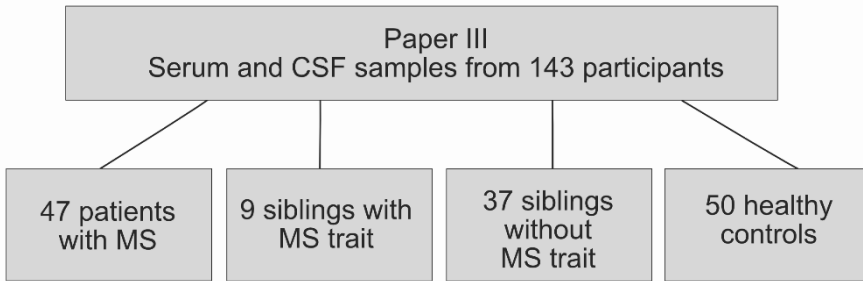 Paper III
Serum and CSF samples from 143 participants
47 patients
with MS
9 siblings with
MS trait
37 siblings
without
MS trait
50 healthy
controls